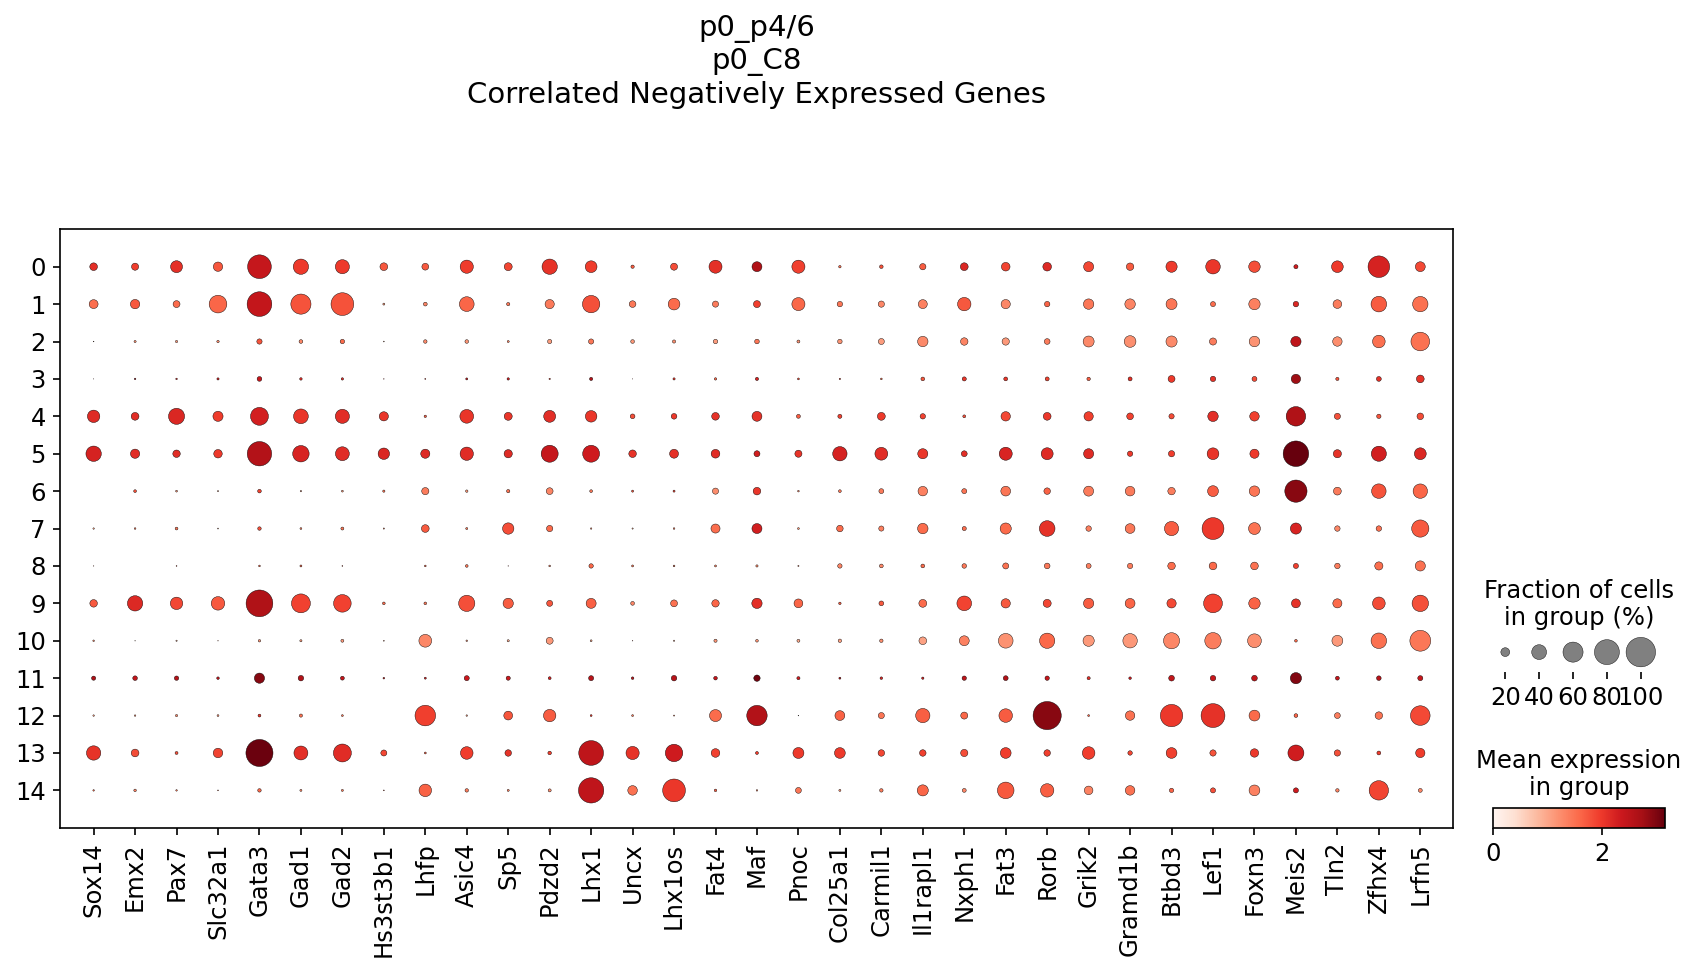 p0_p4/6
p0_C8
Correlated Negatively Expressed Genes
0
1
2
3
4
5
6
7
8
9
10
11
12
13
14
Sox14
Emx2
Pax7
Slc32a1
Gata3
Gad1
Gad2
Hs3st3b1
Lhfp
Asic4
Sp5
Pdzd2
Lhx1
Uncx
Lhx1os
Fat4
Maf
Pnoc
Col25a1
Carmil1
Il1rapl1
Nxph1
Fat3
Rorb
Grik2
Gramd1b
Btbd3
Lef1
Foxn3
Meis2
Tln2
Zfhx4
Lrfn5
Fraction of cells
in group (%)
20 40 60 80 100
Mean expression
in group
0 2